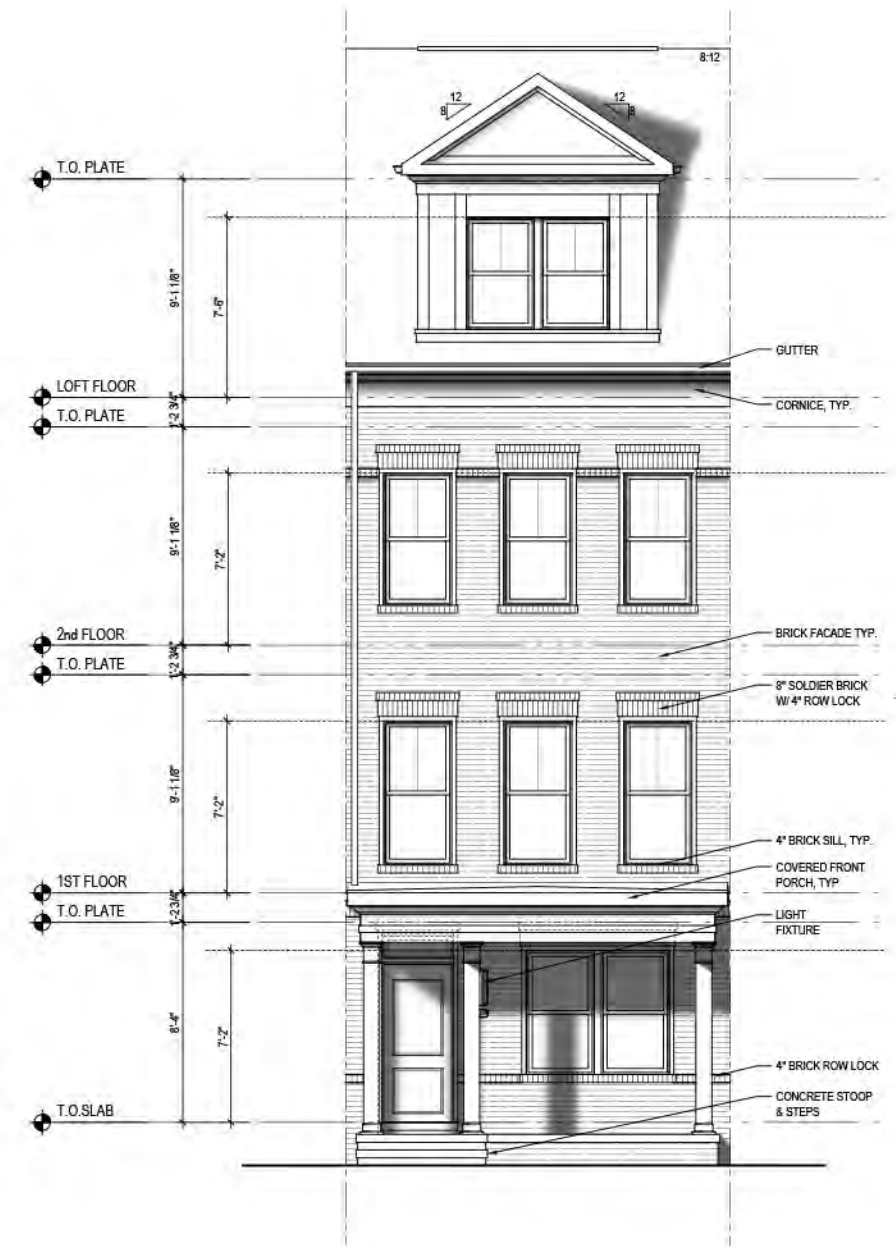 8:12
12
8
12
8
T.O. PLATE
9'-1 1/8"
7'-6"
GUTTER
LOFT FLOOR
CORNICE, TYP.
1'-2 3/4"
T.O. PLATE
9'-1 1/8"
7'-2"
2nd FLOOR
BRICK FACADE TYP.
1'-2 3/4"
T.O. PLATE
8" SOLDIER BRICK
W/ 4" ROW LOCK
9'-1 1/8"
7'-2"
4" BRICK SILL, TYP.
1ST FLOOR
COVERED FRONT
PORCH, TYP
1'-2 3/4"
T.O. PLATE
LIGHT
FIXTURE
8'-4"
7'-2"
4" BRICK ROW LOCK
T.O.SLAB
CONCRETE STOOP
& STEPS